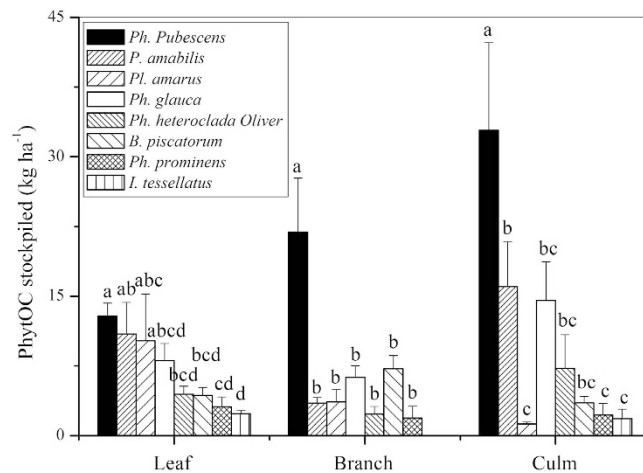 PhytOC stockpiled (kg ha⁻¹)
45
30
15
0
Ph. Pubescens
P. amabilis
Pl. amarus
Ph. glauca
Ph. heteroclada Oliver
B. piscatorum
Ph. prominens
I. tessellatus
a ab abc abcd bcd bcd cd d
a b b b b b b
a b c bc bc bc c c
Leaf Branch Culm